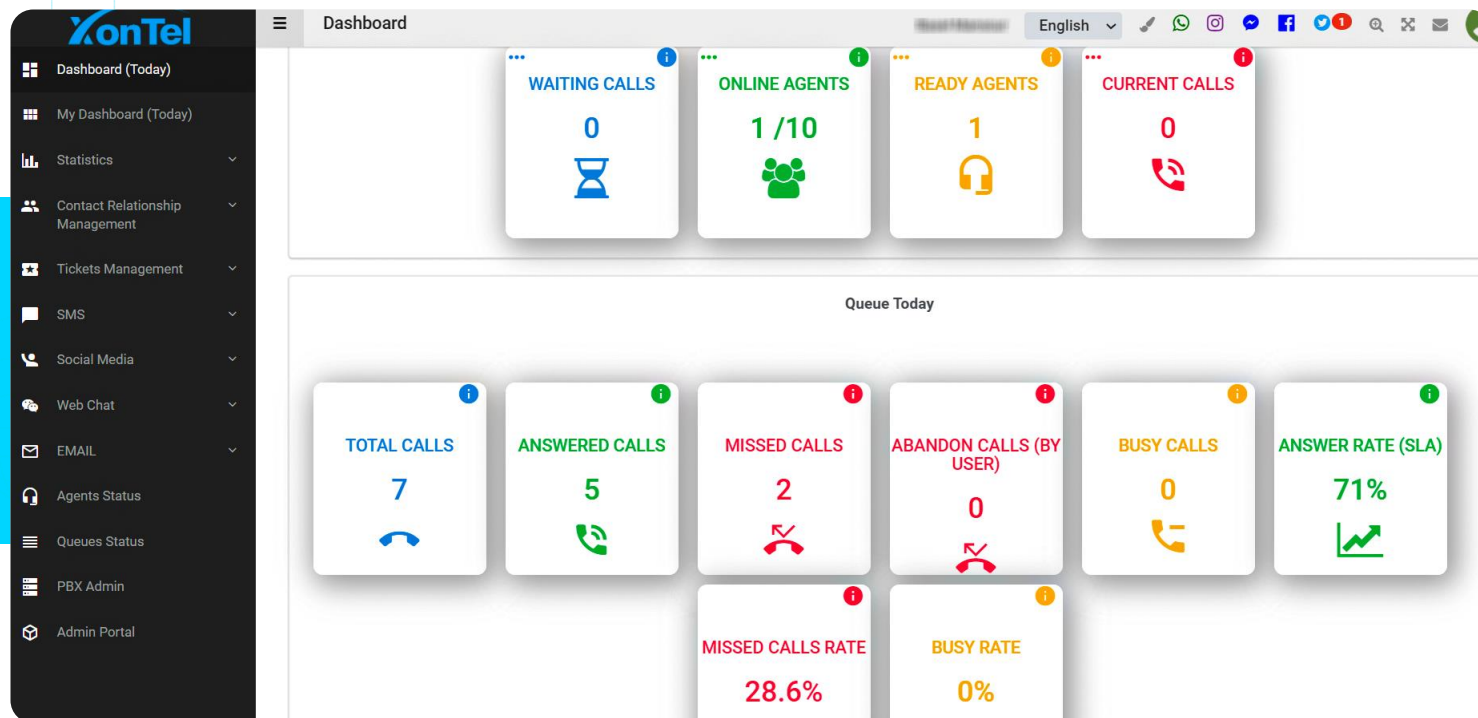 XonTel
Dashboard
English
1
Dashboard (Today)
My Dashboard (Today)
Statistics
Contact Relationship
Management
Tickets Management
SMS
Social Media
Web Chat
EMAIL
Agents Status
Queues Status
PBX Admin
Admin Portal
WAITING CALLS
0
ONLINE AGENTS
1 /10
READY AGENTS
1
CURRENT CALLS
0
Queue Today
TOTAL CALLS
7
ANSWERED CALLS
5
MISSED CALLS
2
ABANDON CALLS (BY
USER)
0
BUSY CALLS
0
ANSWER RATE (SLA)
71%
MISSED CALLS RATE
28.6%
BUSY RATE
0%